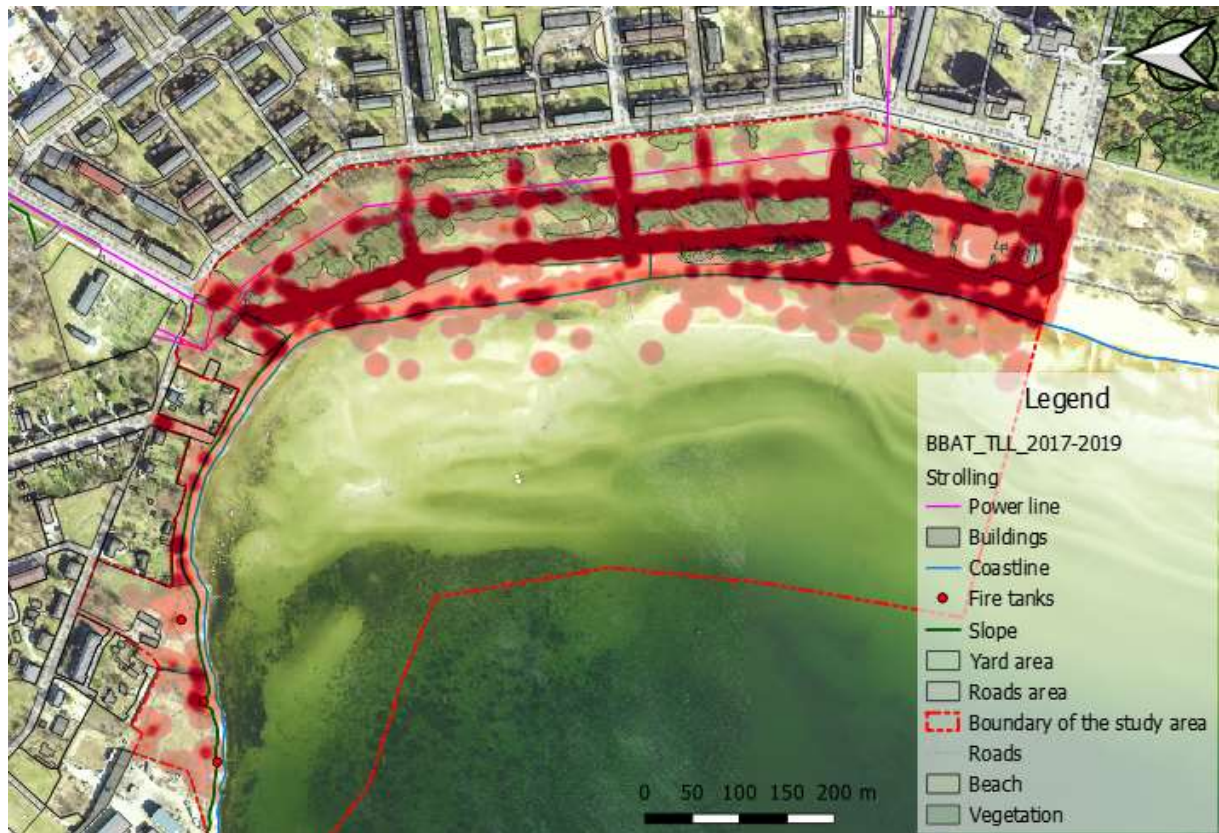 N
Legend
BBAT_TLL_2017-2019
Strolling
Power line
Buildings
Coastline
Fire tanks
Slope
Yard area
Roads area
Boundary of the study area
Roads
Beach
Vegetation
0 50 100 150 200 m